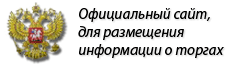 Официальный сайт,
для размещения
информации о торгах